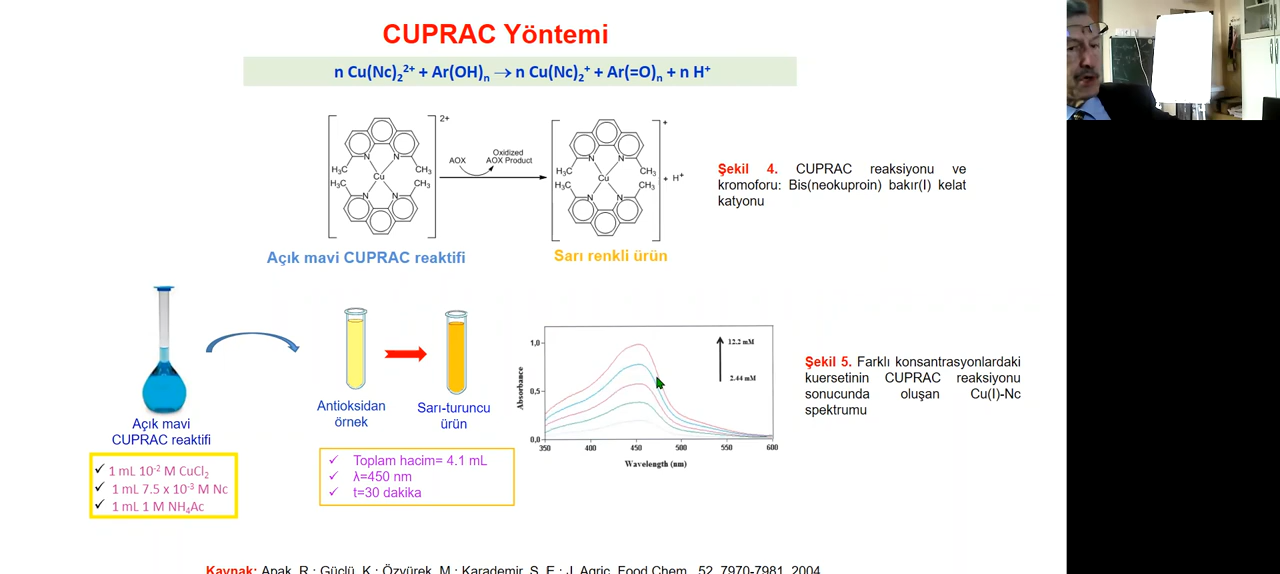 CUPRAC Yöntemi
n Cu(Nc)₂²⁺ + Ar(OH)ₙ → n Cu(Nc)₂⁺ + Ar(=O)ₙ + n H⁺
2+
N N
H₃C CH₃
Cu
H₃C CH₃
N N
AOX
Oxidized
AOX Product
+
N N
H₃C CH₃
Cu
H₃C CH₃
N N
+ H⁺
Açık mavi CUPRAC reaktifi
Sarı renkli ürün
Şekil 4. CUPRAC reaksiyonu ve
kromoforu: Bis(neokuproin) bakır(I) kelat
katyonu
Açık mavi
CUPRAC reaktifi
✓ 1 mL 10⁻² M CuCl₂
✓ 1 mL 7.5 x 10⁻³ M Nc
✓ 1 mL 1 M NH₄Ac
Antioksidan
örnek
Sarı-turuncu
ürün
✓ Toplam hacim= 4.1 mL
✓ λ=450 nm
✓ t=30 dakika
Absorbance
1,0
0,5
0,0
350 400 450 500 550 600
Wavelength (nm)
12.2 mM
2.44 mM
Şekil 5. Farklı konsantrasyonlardaki
kuersetinin CUPRAC reaksiyonu
sonucunda oluşan Cu(I)-Nc
spektrumu
Kaynak: Apak, R.; Güçlü, K.; Özyürek, M.; Karademir, S. E.; J. Agric. Food Chem., 52, 7970-7981, 2004